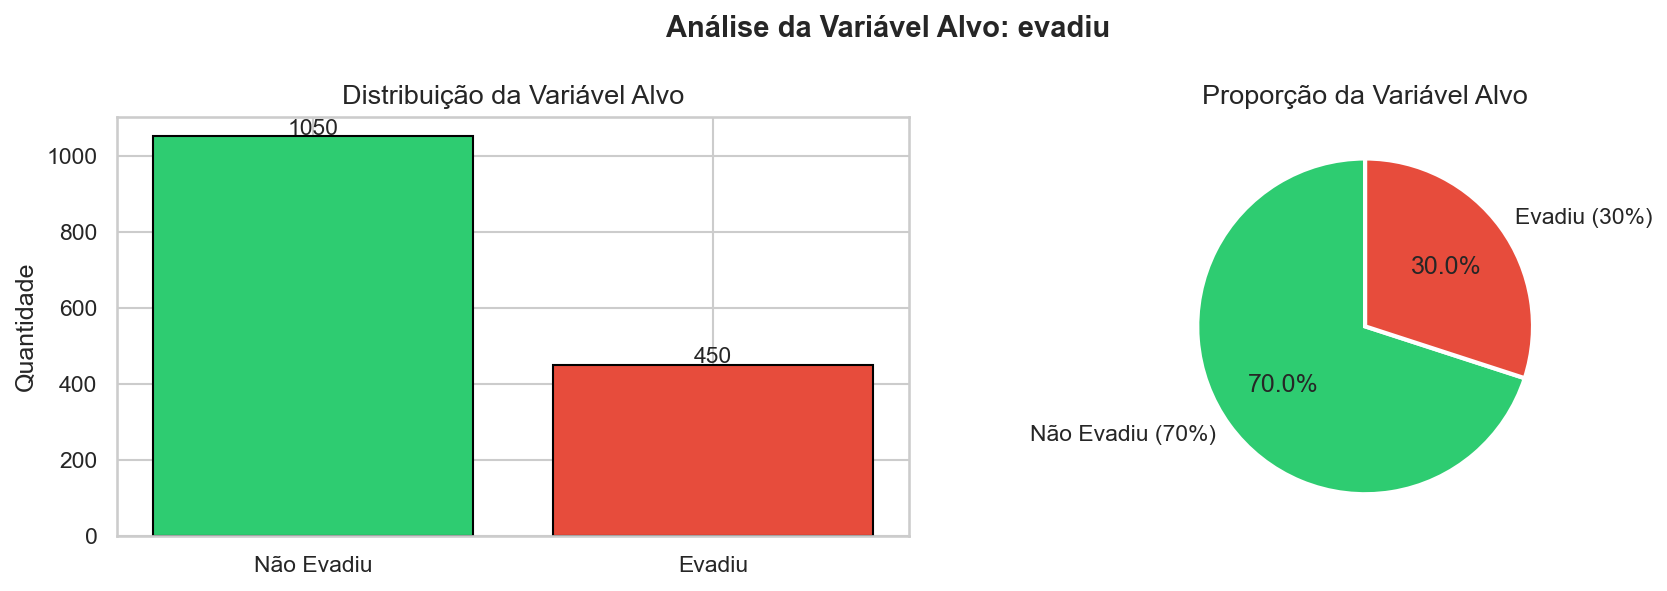 Análise da Variável Alvo: evadiu
Distribuição da Variável Alvo
Quantidade
1000
800
600
400
200
0
1050
450
Não Evadiu
Evadiu
Proporção da Variável Alvo
Evadiu (30%)
30.0%
70.0%
Não Evadiu (70%)